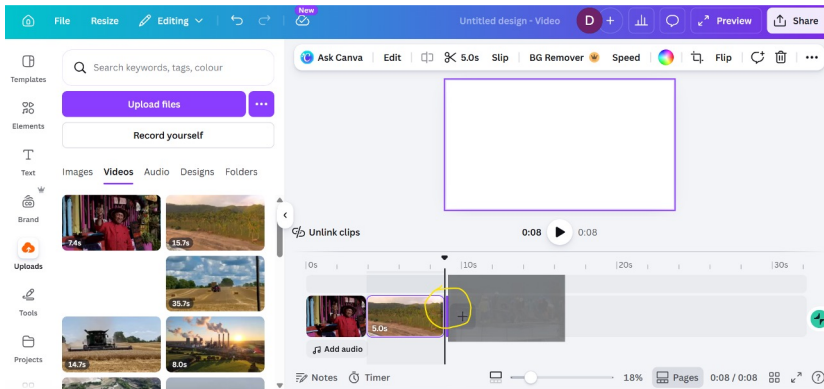 File Resize Editing New Untitled design - Video D + Preview Share
Templates
Elements
Text
Brand
Uploads
Tools
Projects
Search keywords, tags, colour
Upload files
Record yourself
Images Videos Audio Designs Folders
7.4s 15.7s
35.7s
14.7s 8.0s
Ask Canva Edit 5.0s Slip BG Remover Speed Flip
Unlink clips 0:08 0:08
0s 10s 20s 30s
5.0s
Add audio
Notes Timer 18% Pages 0:08 / 0:08